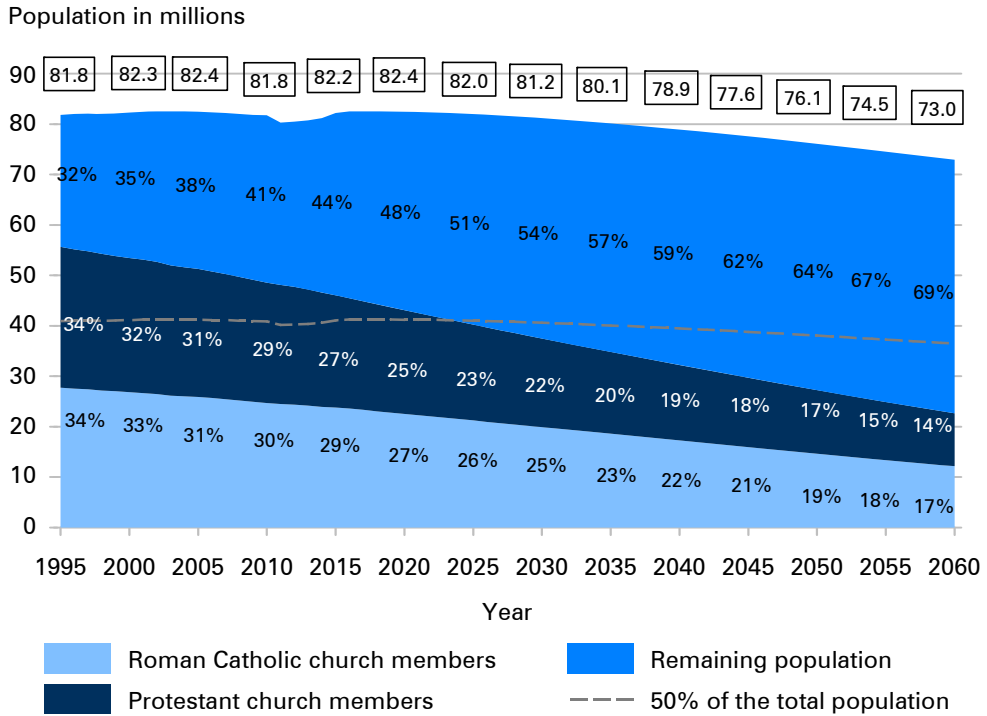 Population in millions
90 81.8 82.3 82.4 81.8 82.2 82.4 82.0 81.2 80.1 78.9 77.6 76.1 74.5 73.0
80
70
60
50
40
30
20
10
0
32% 35% 38% 41% 44% 48% 51% 54% 57% 59% 62% 64% 67% 69%
34% 32% 31% 29% 27% 25% 23% 22% 20% 19% 18% 17% 15% 14%
34% 33% 31% 30% 29% 27% 26% 25% 23% 22% 21% 19% 18% 17%
1995 2000 2005 2010 2015 2020 2025 2030 2035 2040 2045 2050 2055 2060
Year
Roman Catholic church members
Remaining population
Protestant church members
50% of the total population